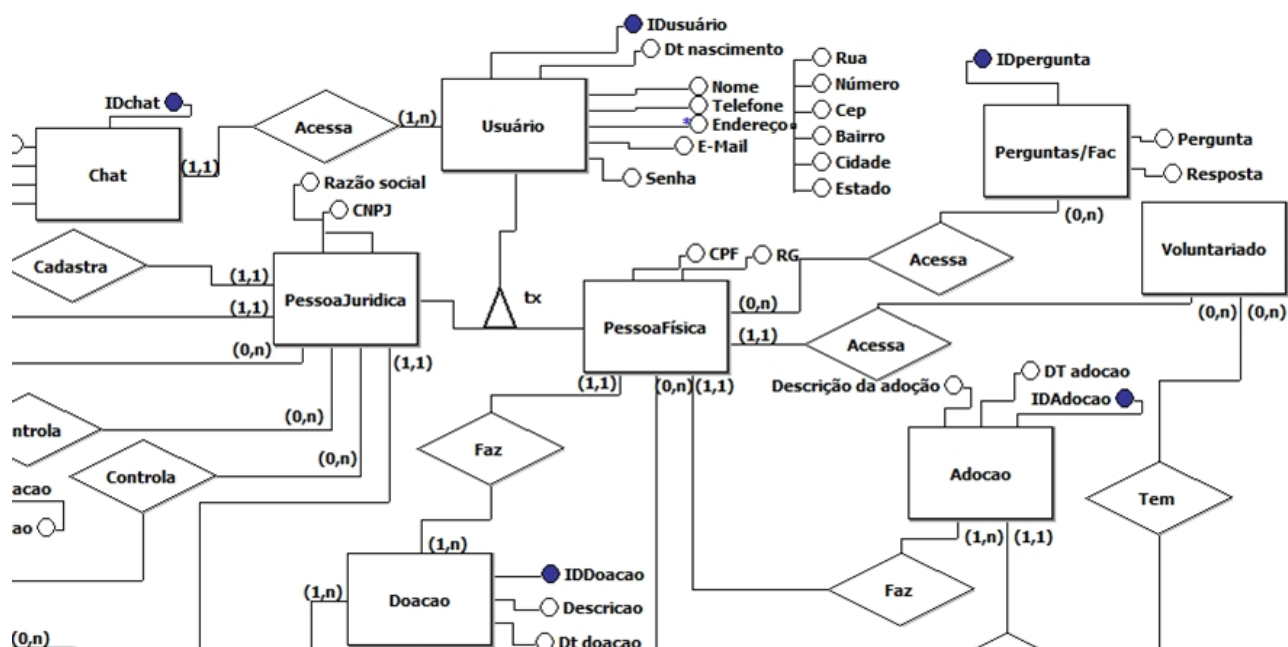 IDusuário
Dt nascimento
Nome
Telefone
* Endereço
E-Mail
Senha
Usuário
Rua
Número
Cep
Bairro
Cidade
Estado
IDpergunta
Perguntas/Fac
Pergunta
Resposta
(0,n)
IDchat
Chat
(1,1)
Acessa
(1,n)
Razão social
CNPJ
Cadastra
(1,1)
(1,1)
(0,n)
PessoaJuridica
(1,1)
(0,n)
(0,n)
tx
CPF
RG
PessoaFísica
(0,n)
(1,1)
(1,1)
(0,n)
(1,1)
Acessa
Acessa
Voluntariado
(0,n)
(0,n)
Descrição da adoção
DT adocao
IDAdocao
Adocao
(1,n)
(1,1)
Tem
Faz
Faz
ntrola
Controla
acao
ao
(1,n)
(1,n)
Doacao
IDDoacao
Descricao
Dt doacao
(0,n)